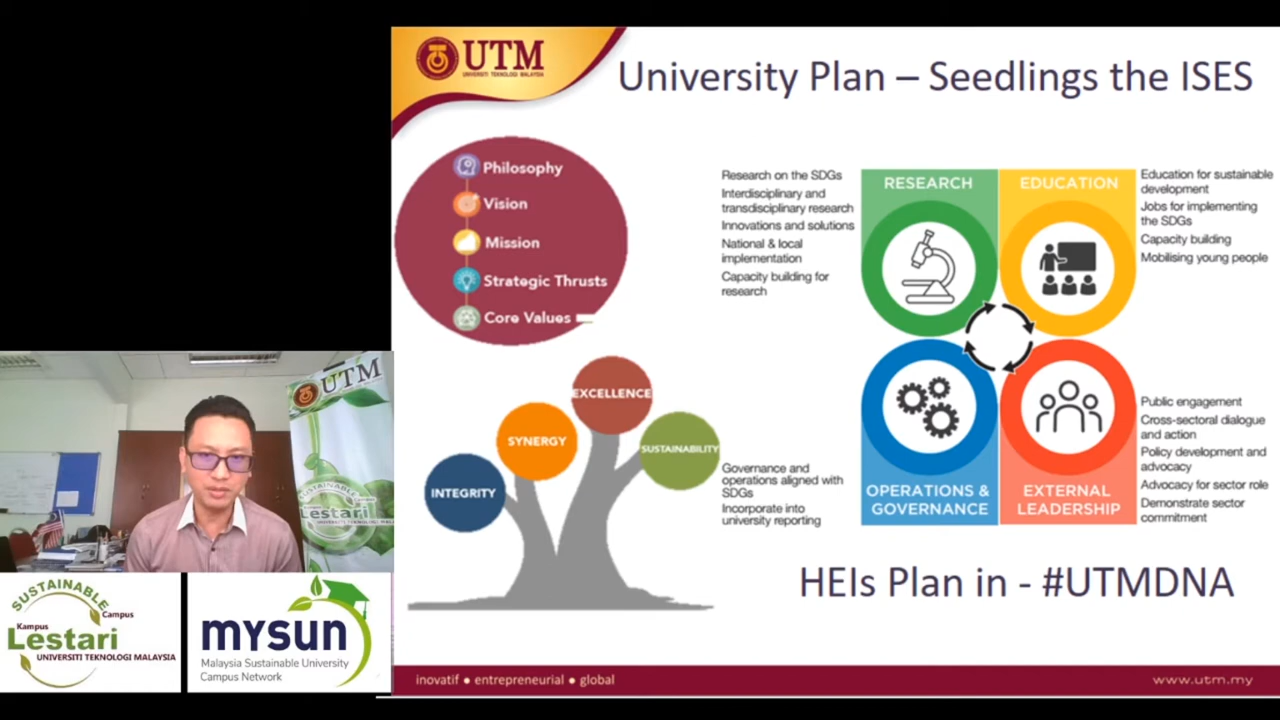 UTM
UNIVERSITI TEKNOLOGI MALAYSIA
University Plan – Seedlings the ISES
Philosophy
Vision
Mission
Strategic Thrusts
Core Values
INTEGRITY
SYNERGY
EXCELLENCE
SUSTAINABILITY
Research on the SDGs
Interdisciplinary and
transdisciplinary research
Innovations and solutions
National & local
implementation
Capacity building for
research
RESEARCH
EDUCATION
Education for sustainable
development
Jobs for implementing
the SDGs
Capacity building
Mobilising young people
Governance and
operations aligned with
SDGs
Incorporate into
university reporting
OPERATIONS &
GOVERNANCE
EXTERNAL
LEADERSHIP
Public engagement
Cross-sectoral dialogue
and action
Policy development and
advocacy
Advocacy for sector role
Demonstrate sector
commitment
HEIs Plan in - #UTMDNA
inovatif ● entrepreneurial ● global
www.utm.my
UTM
SUSTAINABLE
Lestari
SUSTAINABLE
Campus
Kampus
Lestari
UNIVERSITI TEKNOLOGI MALAYSIA
mysun
Malaysia Sustainable University
Campus Network